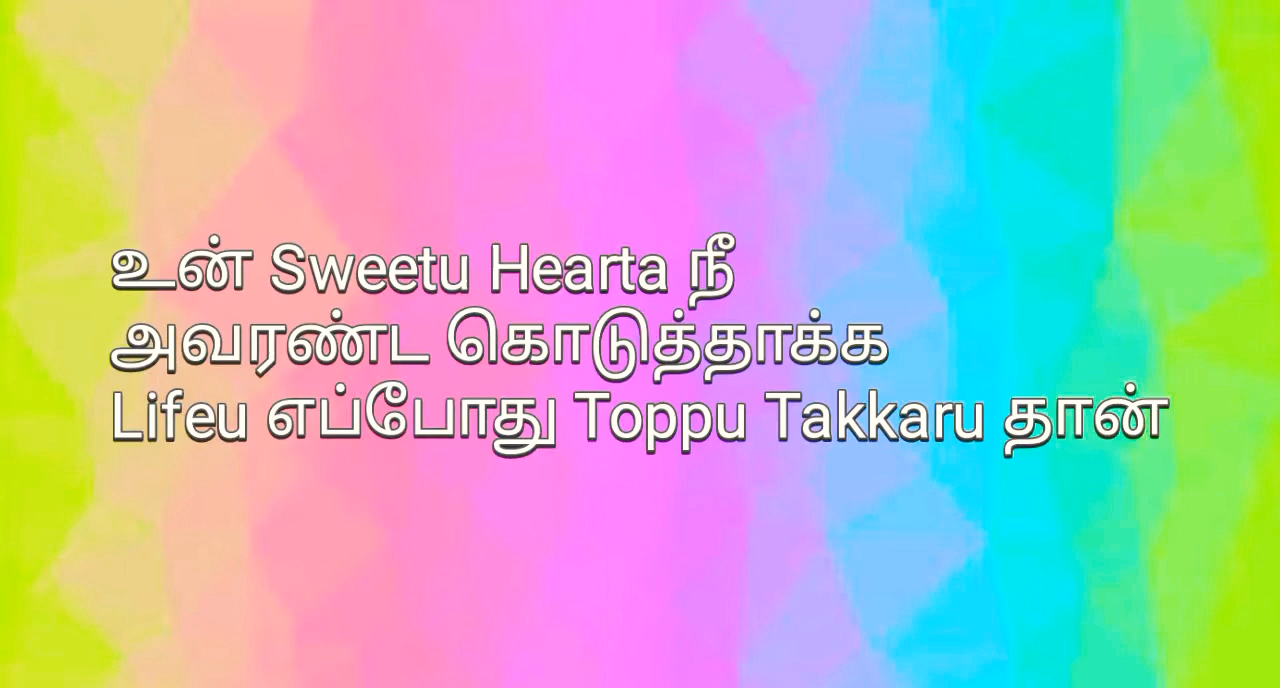 உன் Sweetu Hearta நீ
அவரண்ட கொடுத்தாக்க
Lifeu எப்போது Toppu Takkaru தான்